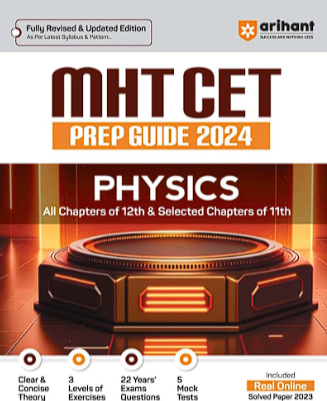 Fully Revised & Updated Edition
As Per Latest Syllabus & Pattern..
arihant
SUCCESS AND NOTHING LESS
MHT CET
PREP GUIDE 2024
PHYSICS
All Chapters of 12th & Selected Chapters of 11th
Clear &
Concise
Theory
3
Levels of
Exercises
22 Years'
Exams
Questions
5
Mock
Tests
Included
Real Online
Solved Paper 2023